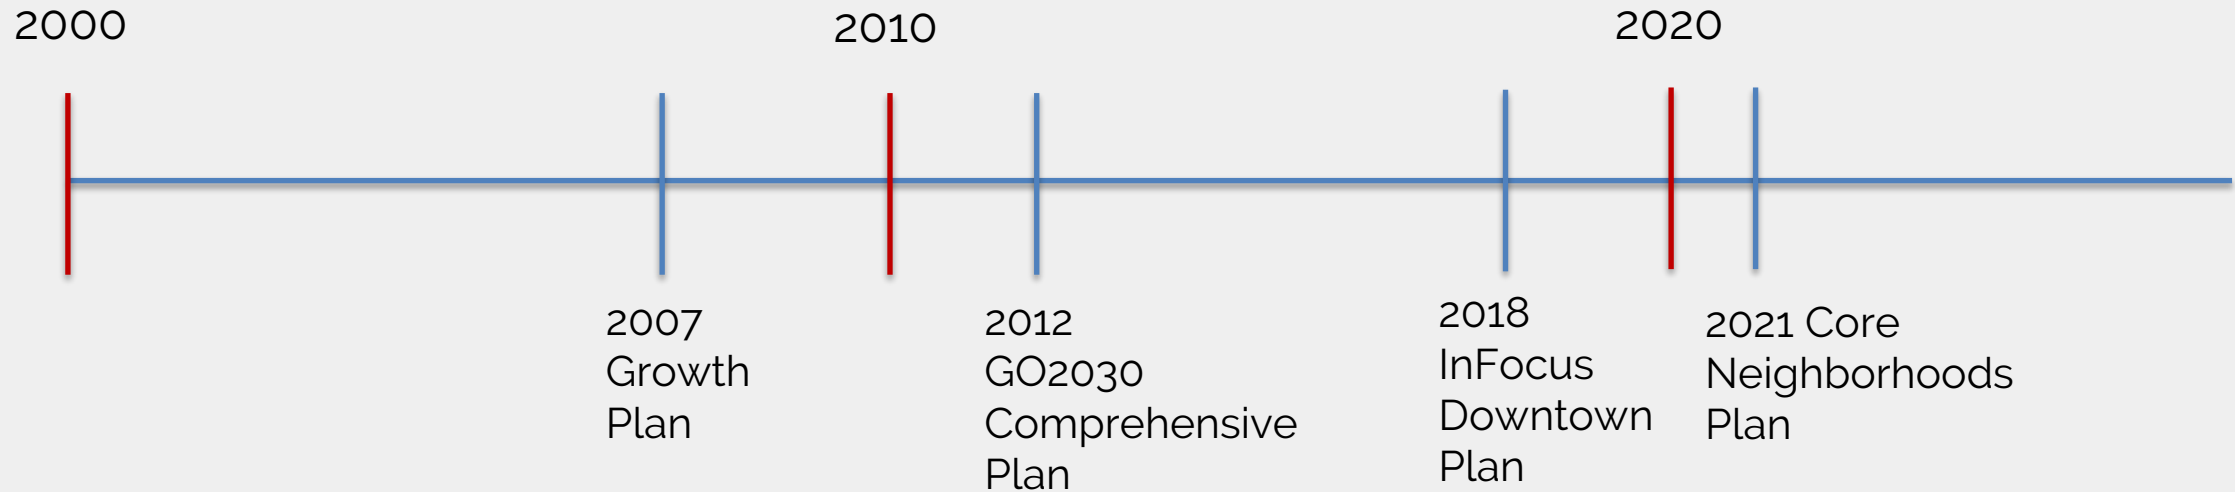 2000
2010
2020
2007
Growth
Plan
2012
GO2030
Comprehensive
Plan
2018
InFocus
Downtown
Plan
2021 Core
Neighborhoods
Plan